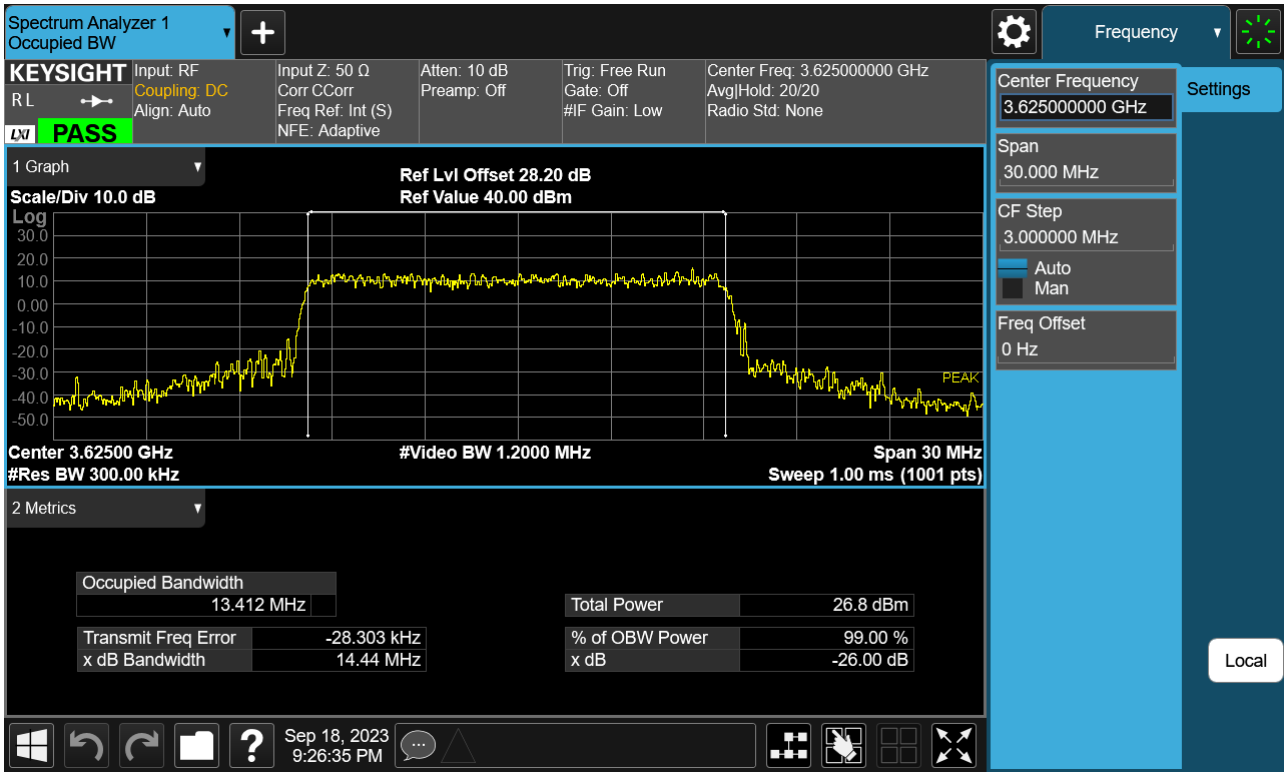 Spectrum Analyzer 1
Occupied BW
▼
+
Frequency
▼
KEYSIGHT
R L
LXI
PASS
Input: RF
Coupling: DC
Align: Auto
Input Z: 50 Ω
Corr CCorr
Freq Ref: Int (S)
NFE: Adaptive
Atten: 10 dB
Preamp: Off
Trig: Free Run
Gate: Off
#IF Gain: Low
Center Freq: 3.625000000 GHz
Avg|Hold: 20/20
Radio Std: None
Center Frequency
3.625000000 GHz
Settings
Span
30.000 MHz
CF Step
3.000000 MHz
Auto
Man
Freq Offset
0 Hz
Local
1 Graph
▼
Scale/Div 10.0 dB
Ref Lvl Offset 28.20 dB
Ref Value 40.00 dBm
Log
30.0
20.0
10.0
0.00
-10.0
-20.0
-30.0
-40.0
-50.0
PEAK
Center 3.62500 GHz
#Video BW 1.2000 MHz
Span 30 MHz
#Res BW 300.00 kHz
Sweep 1.00 ms (1001 pts)
2 Metrics
▼
Occupied Bandwidth
13.412 MHz
Total Power 26.8 dBm
Transmit Freq Error -28.303 kHz
% of OBW Power 99.00 %
x dB Bandwidth 14.44 MHz
x dB -26.00 dB
?
Sep 18, 2023
9:26:35 PM